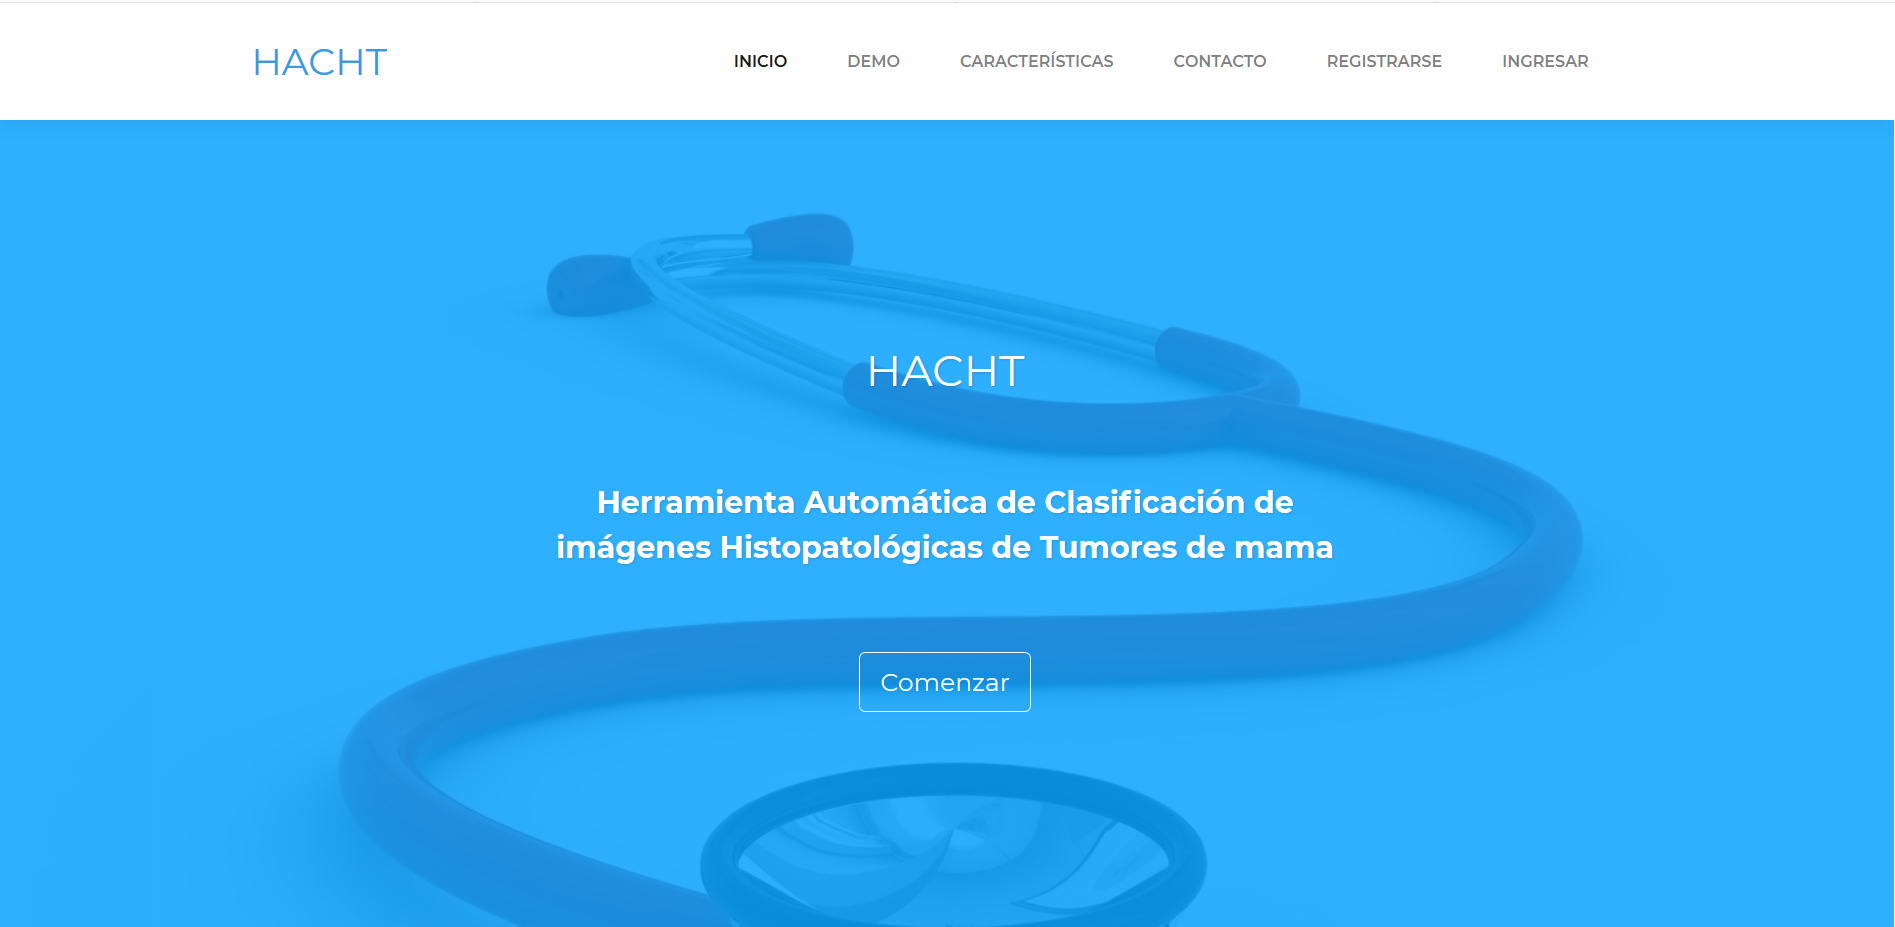 HACHT
INICIO DEMO CARACTERÍSTICAS CONTACTO REGISTRARSE INGRESAR
HACHT
Herramienta Automática de Clasificación de
imágenes Histopatológicas de Tumores de mama
Comenzar